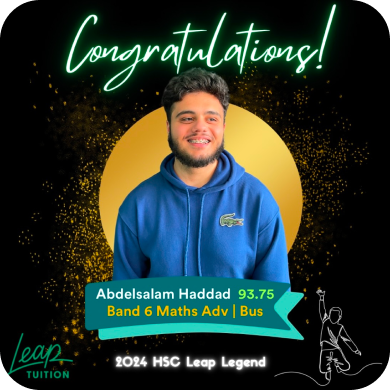 Congratulations!
Abdelsalam Haddad 93.75
Band 6 Maths Adv | Bus
Leap
TUITION
2024 HSC Leap Legend